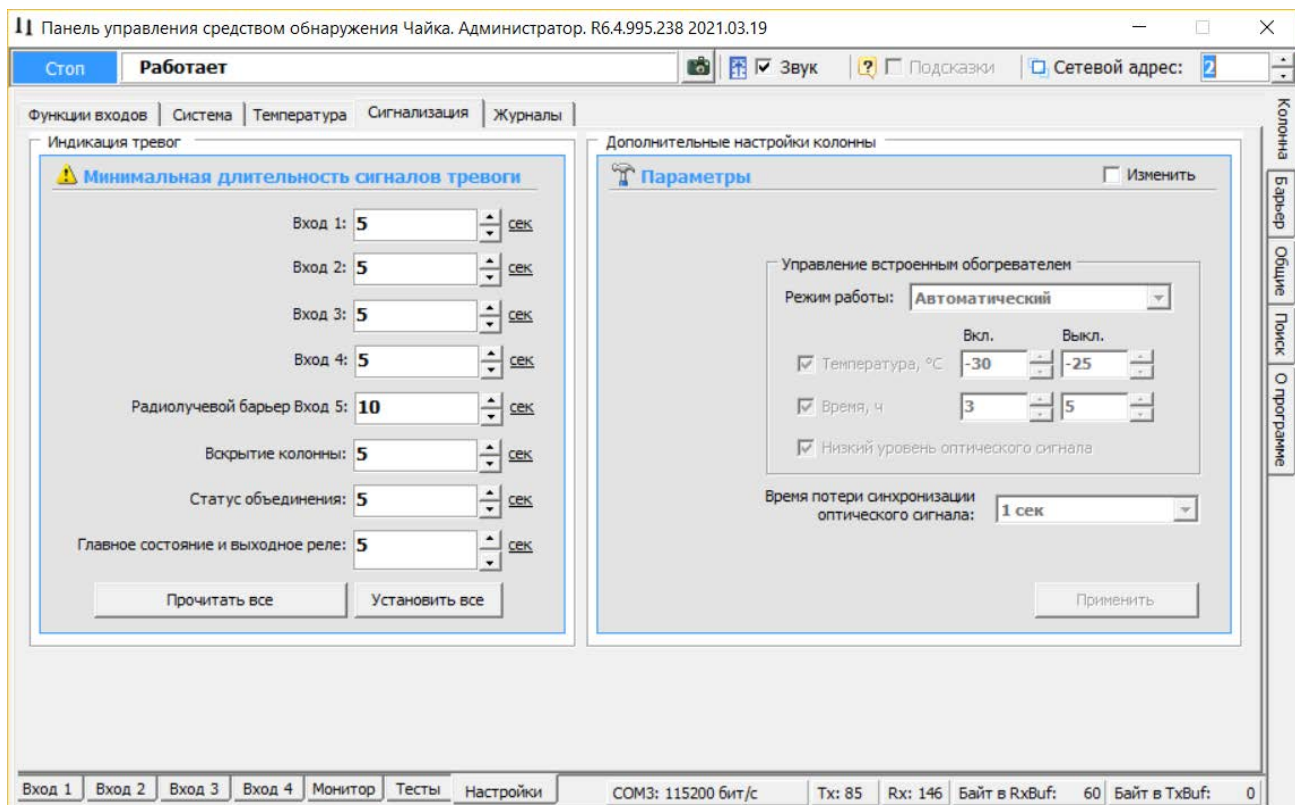 Панель управления средством обнаружения Чайка. Администратор. R6.4.995.238 2021.03.19
Стоп Работает Звук Подсказки Сетевой адрес: 2
Функции входов Система Температура Сигнализация Журналы
Индикация тревог
Минимальная длительность сигналов тревоги
Вход 1: 5 сек
Вход 2: 5 сек
Вход 3: 5 сек
Вход 4: 5 сек
Радиолучевой барьер Вход 5: 10 сек
Вскрытие колонны: 5 сек
Статус объединения: 5 сек
Главное состояние и выходное реле: 5 сек
Прочитать все Установить все
Дополнительные настройки колонны
Параметры Изменить
Управление встроенным обогревателем
Режим работы: Автоматический
Вкл. Выкл.
Температура, °C -30 -25
Время, ч 3 5
Низкий уровень оптического сигнала
Время потери синхронизации
оптического сигнала: 1 сек
Применить
Колонна
Барьер
Общие
Поиск
О программе
Вход 1 Вход 2 Вход 3 Вход 4 Монитор Тесты Настройки COM3: 115200 бит/с Tx: 85 Rx: 146 Байт в RxBuf: 60 Байт в TxBuf: 0